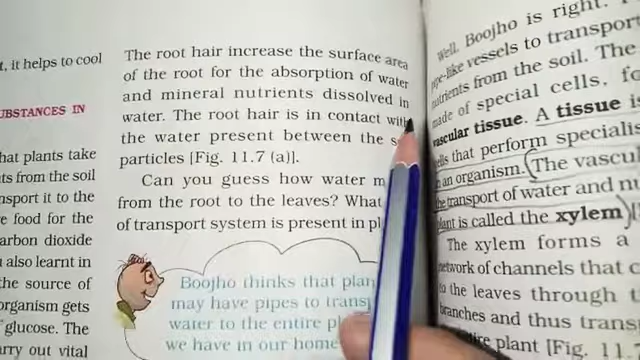 t, it helps to cool
UBSTANCES IN
hat plants take
ts from the soil
nsport it to the
e food for the
arbon dioxide
also learnt in
the source of
organism gets
glucose. The
arry out vital
The root hair increase the surface area
of the root for the absorption of water
and mineral nutrients dissolved in
water. The root hair is in contact with
the water present between the s
particles [Fig. 11.7 (a)].
Can you guess how water m
from the root to the leaves? What
of transport system is present in pl
Boojho thinks that plan
may have pipes to transp
water to the entire pl
we have in our home
Well, Boojho is right.
pipe-like vessels to transport
nutrients from the soil. The
made of special cells, fo
vascular tissue. A tissue is
cells that perform specialis
in an organism. (The vascu
the transport of water and n
plant is called the xylem)
The xylem forms a
network of channels that c
to the leaves through t
branches and thus trans
entire plant [Fig. 11.